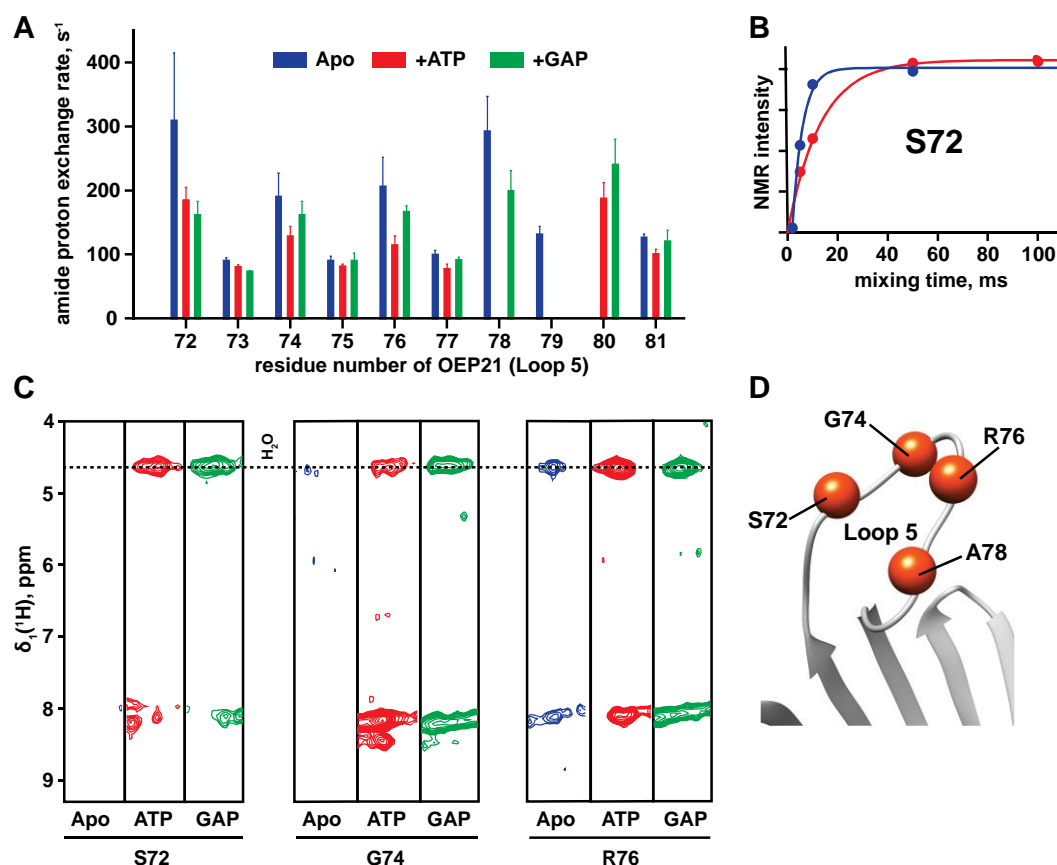 A
amide proton exchange rate, s⁻¹
400
300
200
100
0
Apo
+ATP
+GAP
72 73 74 75 76 77 78 79 80 81
residue number of OEP21 (Loop 5)
B
NMR intensity
S72
0 20 40 60 80 100
mixing time, ms
C
δ₁(¹H), ppm
4
5
6
7
8
9
H₂O
Apo ATP GAP
S72
Apo ATP GAP
G74
Apo ATP GAP
R76
D
G74
R76
S72
Loop 5
A78